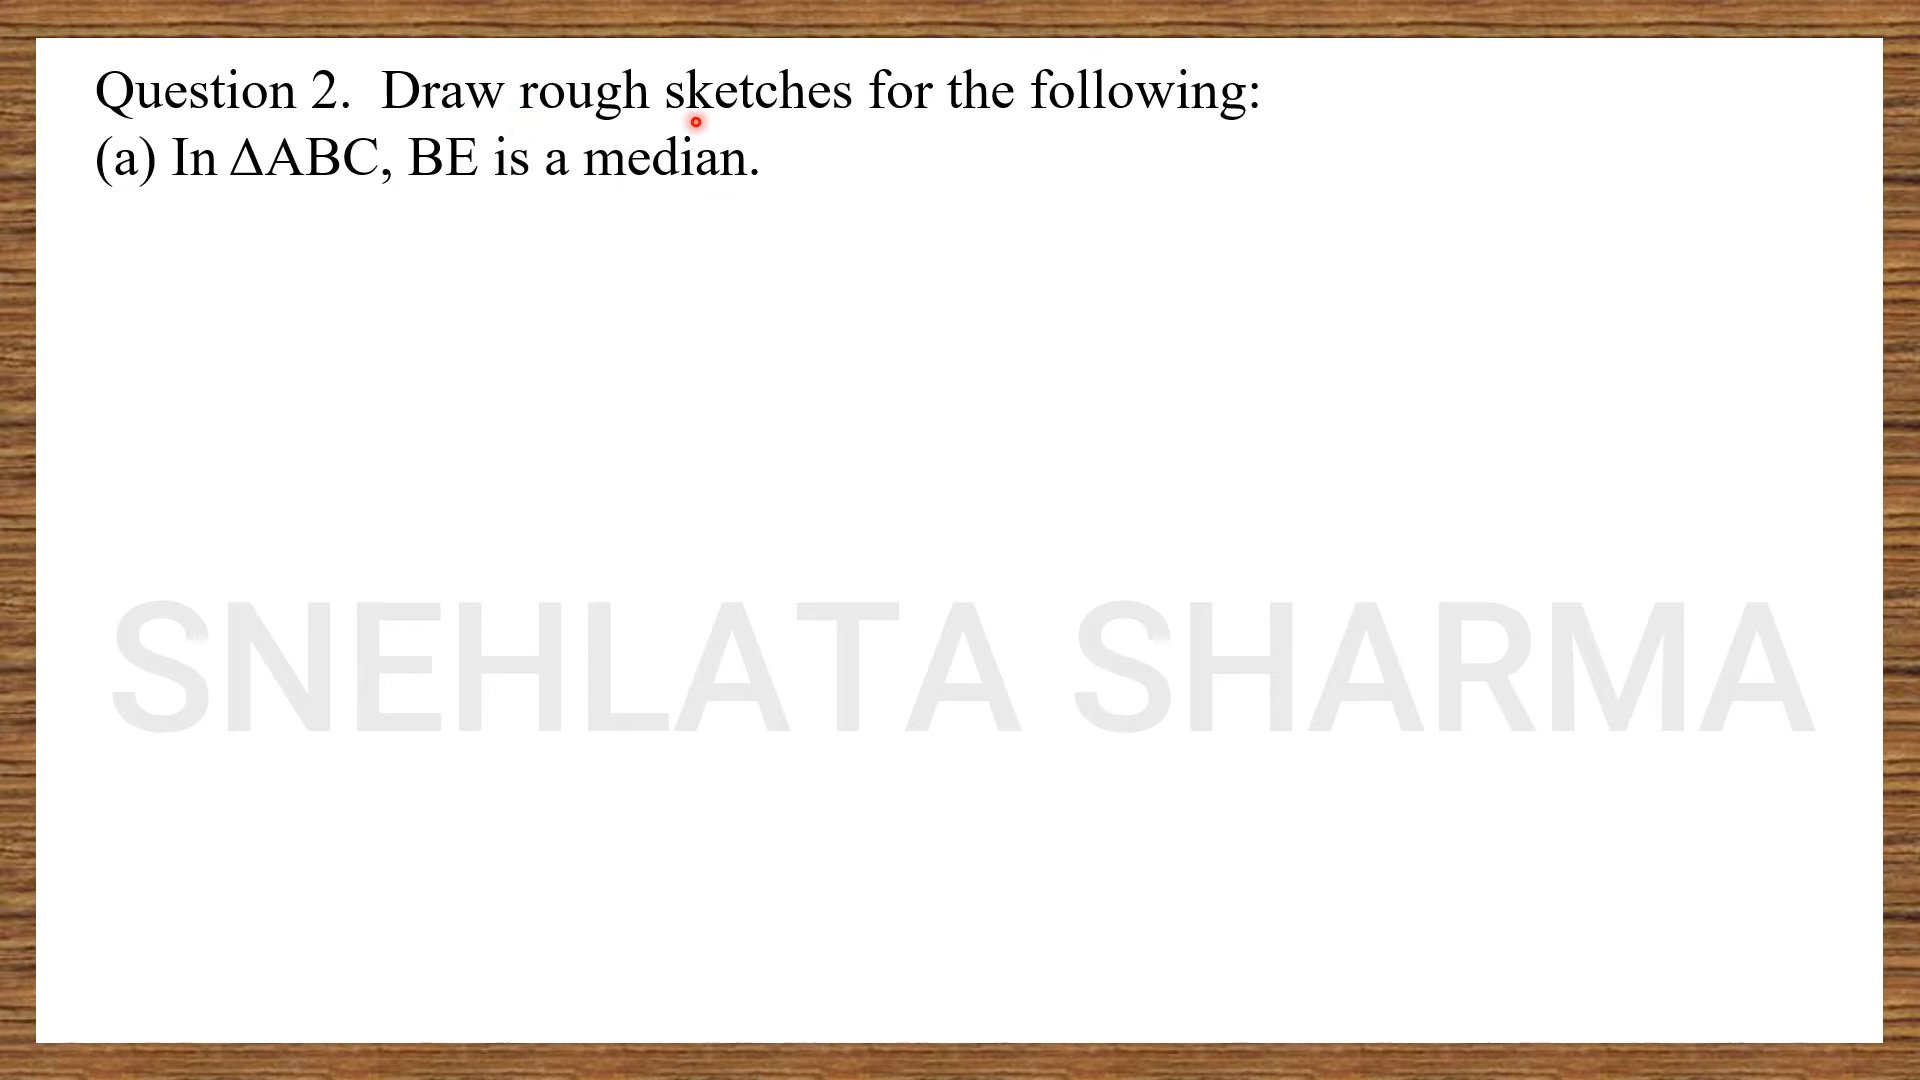 Question 2.  Draw rough sketches for the following:
(a) In ΔABC, BE is a median.
SNEHLATA SHARMA